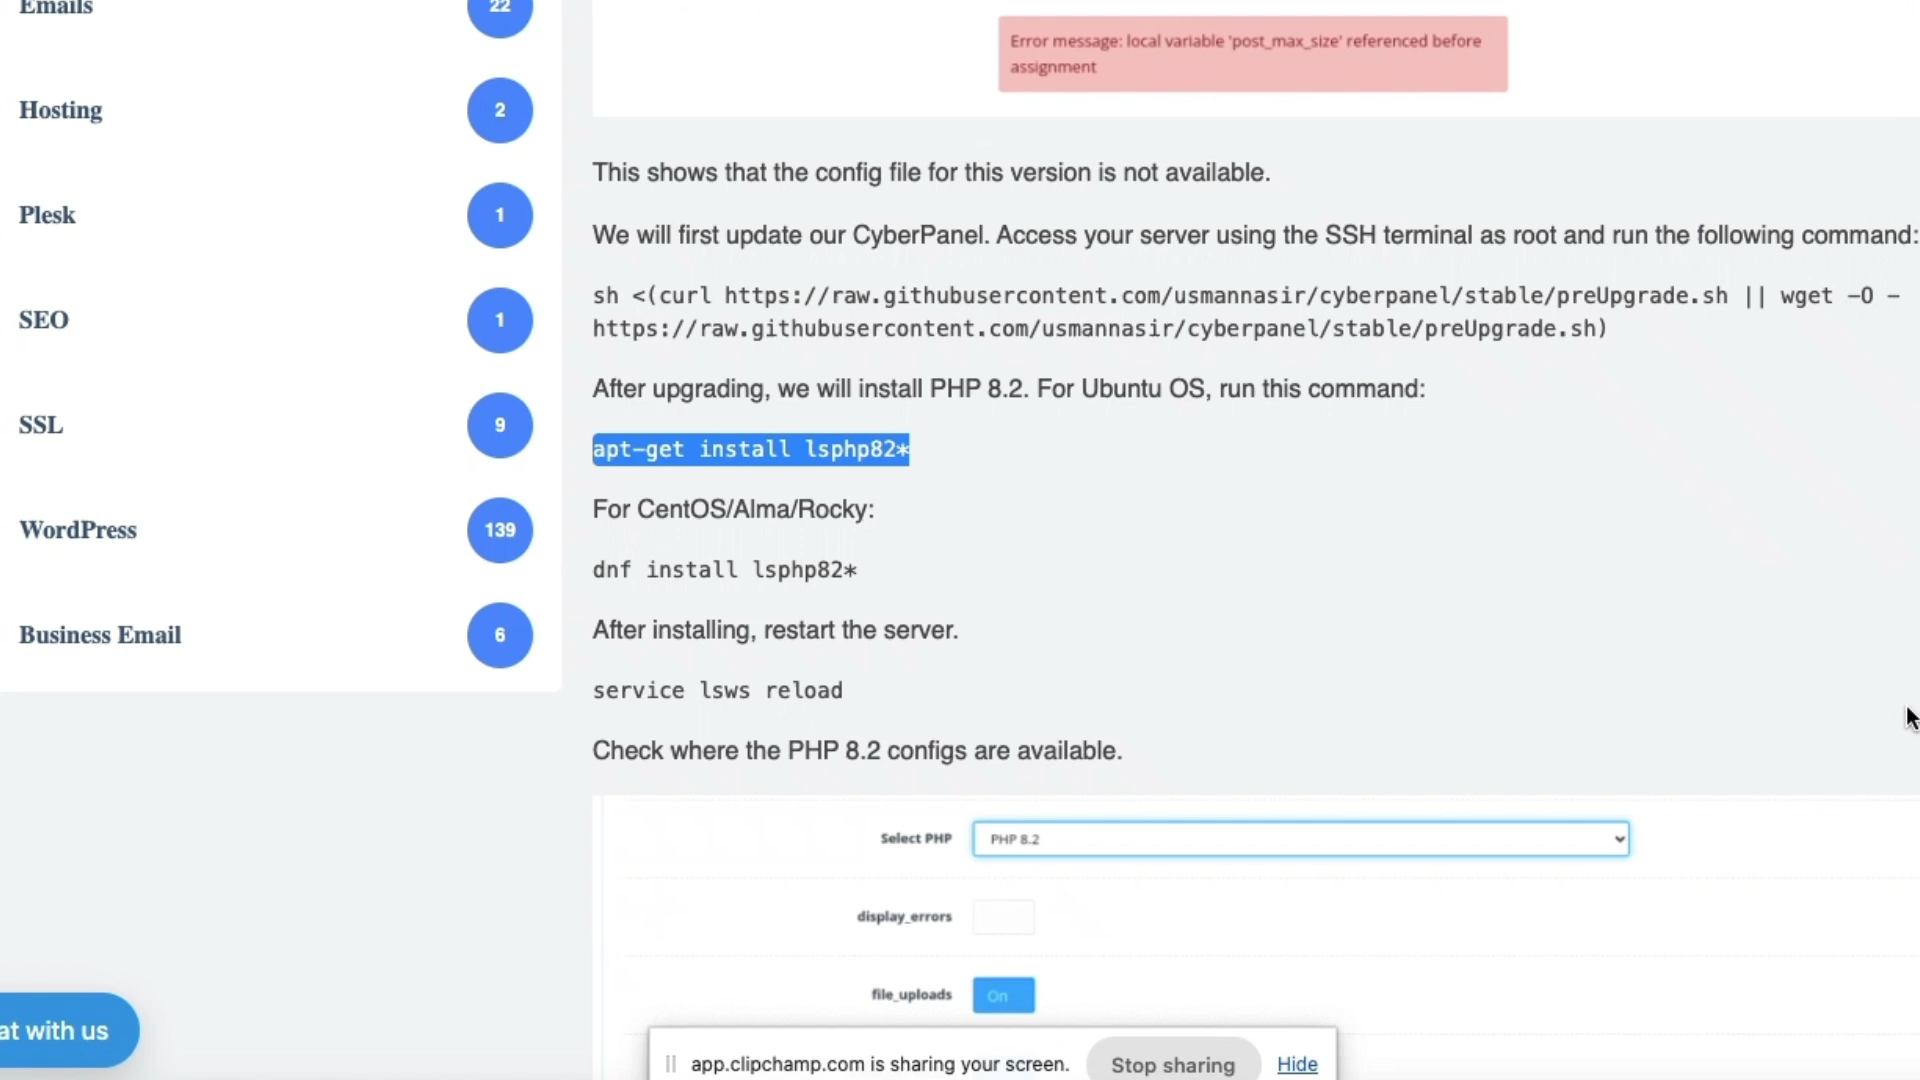 Emails
22
Hosting
2
Plesk
1
SEO
1
SSL
9
WordPress
139
Business Email
6
Error message: local variable 'post_max_size' referenced before
assignment
This shows that the config file for this version is not available.
We will first update our CyberPanel. Access your server using the SSH terminal as root and run the following command:
sh <(curl https://raw.githubusercontent.com/usmannasir/cyberpanel/stable/preUpgrade.sh || wget -O -
https://raw.githubusercontent.com/usmannasir/cyberpanel/stable/preUpgrade.sh)
After upgrading, we will install PHP 8.2. For Ubuntu OS, run this command:
apt-get install lsphp82*
For CentOS/Alma/Rocky:
dnf install lsphp82*
After installing, restart the server.
service lsws reload
Check where the PHP 8.2 configs are available.
Select PHP PHP 8.2
display_errors
file_uploads On
at with us
app.clipchamp.com is sharing your screen. Stop sharing Hide